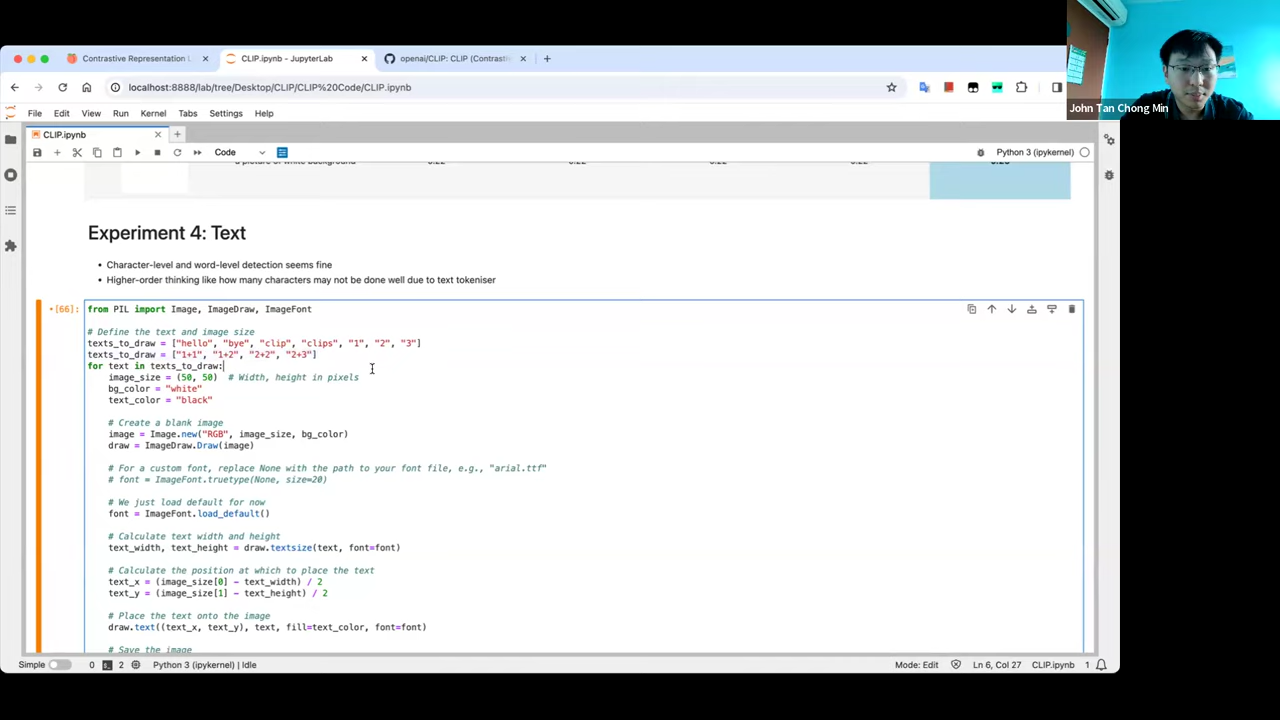 John Tan Chong Min
Contrastive Representation L
CLIP.ipynb - JupyterLab
openai/CLIP: CLIP (Contrasti
localhost:8888/lab/tree/Desktop/CLIP/CLIP%20Code/CLIP.ipynb
File Edit View Run Kernel Tabs Settings Help
CLIP.ipynb
Code
Python 3 (ipykernel)
a picture of white background 0.22 0.22 0.22
Experiment 4: Text
• Character-level and word-level detection seems fine
• Higher-order thinking like how many characters may not be done well due to text tokeniser
[66]:
from PIL import Image, ImageDraw, ImageFont
# Define the text and image size
texts_to_draw = ["hello", "bye", "clip", "clips", "1", "2", "3"]
texts_to_draw = ["1+1", "1+2", "2+2", "2+3"]
for text in texts_to_draw:
image_size = (50, 50)  # Width, height in pixels
bg_color = "white"
text_color = "black"
# Create a blank image
image = Image.new("RGB", image_size, bg_color)
draw = ImageDraw.Draw(image)
# For a custom font, replace None with the path to your font file, e.g., "arial.ttf"
# font = ImageFont.truetype(None, size=20)
# We just load default for now
font = ImageFont.load_default()
# Calculate text width and height
text_width, text_height = draw.textsize(text, font=font)
# Calculate the position at which to place the text
text_x = (image_size[0] - text_width) / 2
text_y = (image_size[1] - text_height) / 2
# Place the text onto the image
draw.text((text_x, text_y), text, fill=text_color, font=font)
# Save the image
Simple 0 2 Python 3 (ipykernel) | Idle
Mode: Edit Ln 6, Col 27 CLIP.ipynb 1